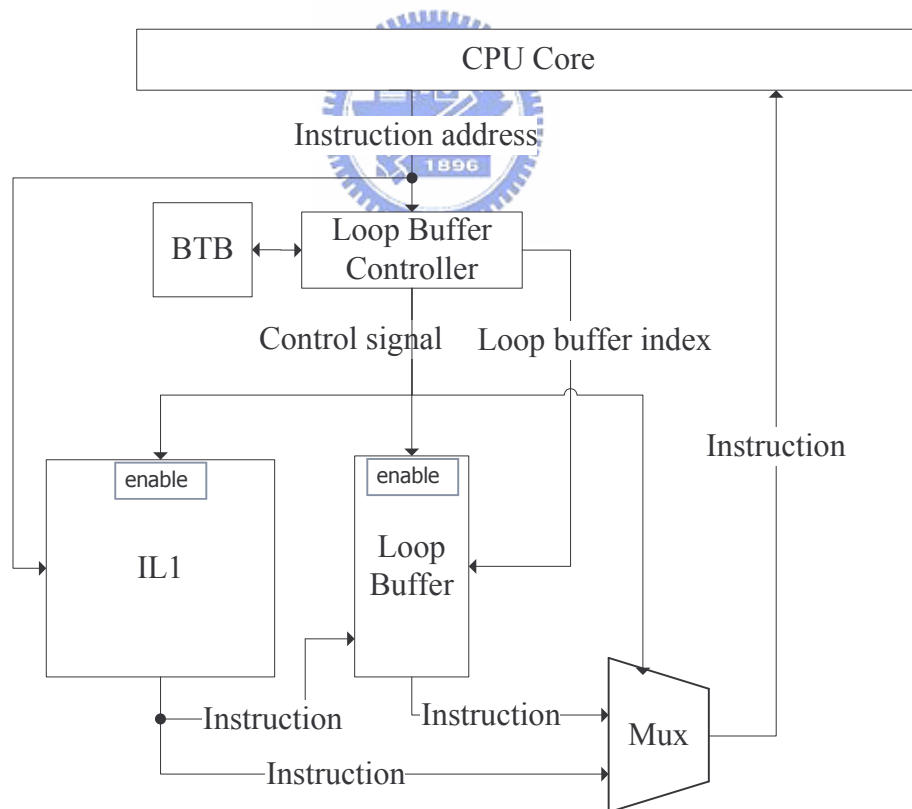 CPU Core
Instruction address
1896
BTB
Loop Buffer
Controller
Control signal
Loop buffer index
enable
enable
Instruction
IL1
Loop
Buffer
Instruction
Instruction
Mux
Instruction